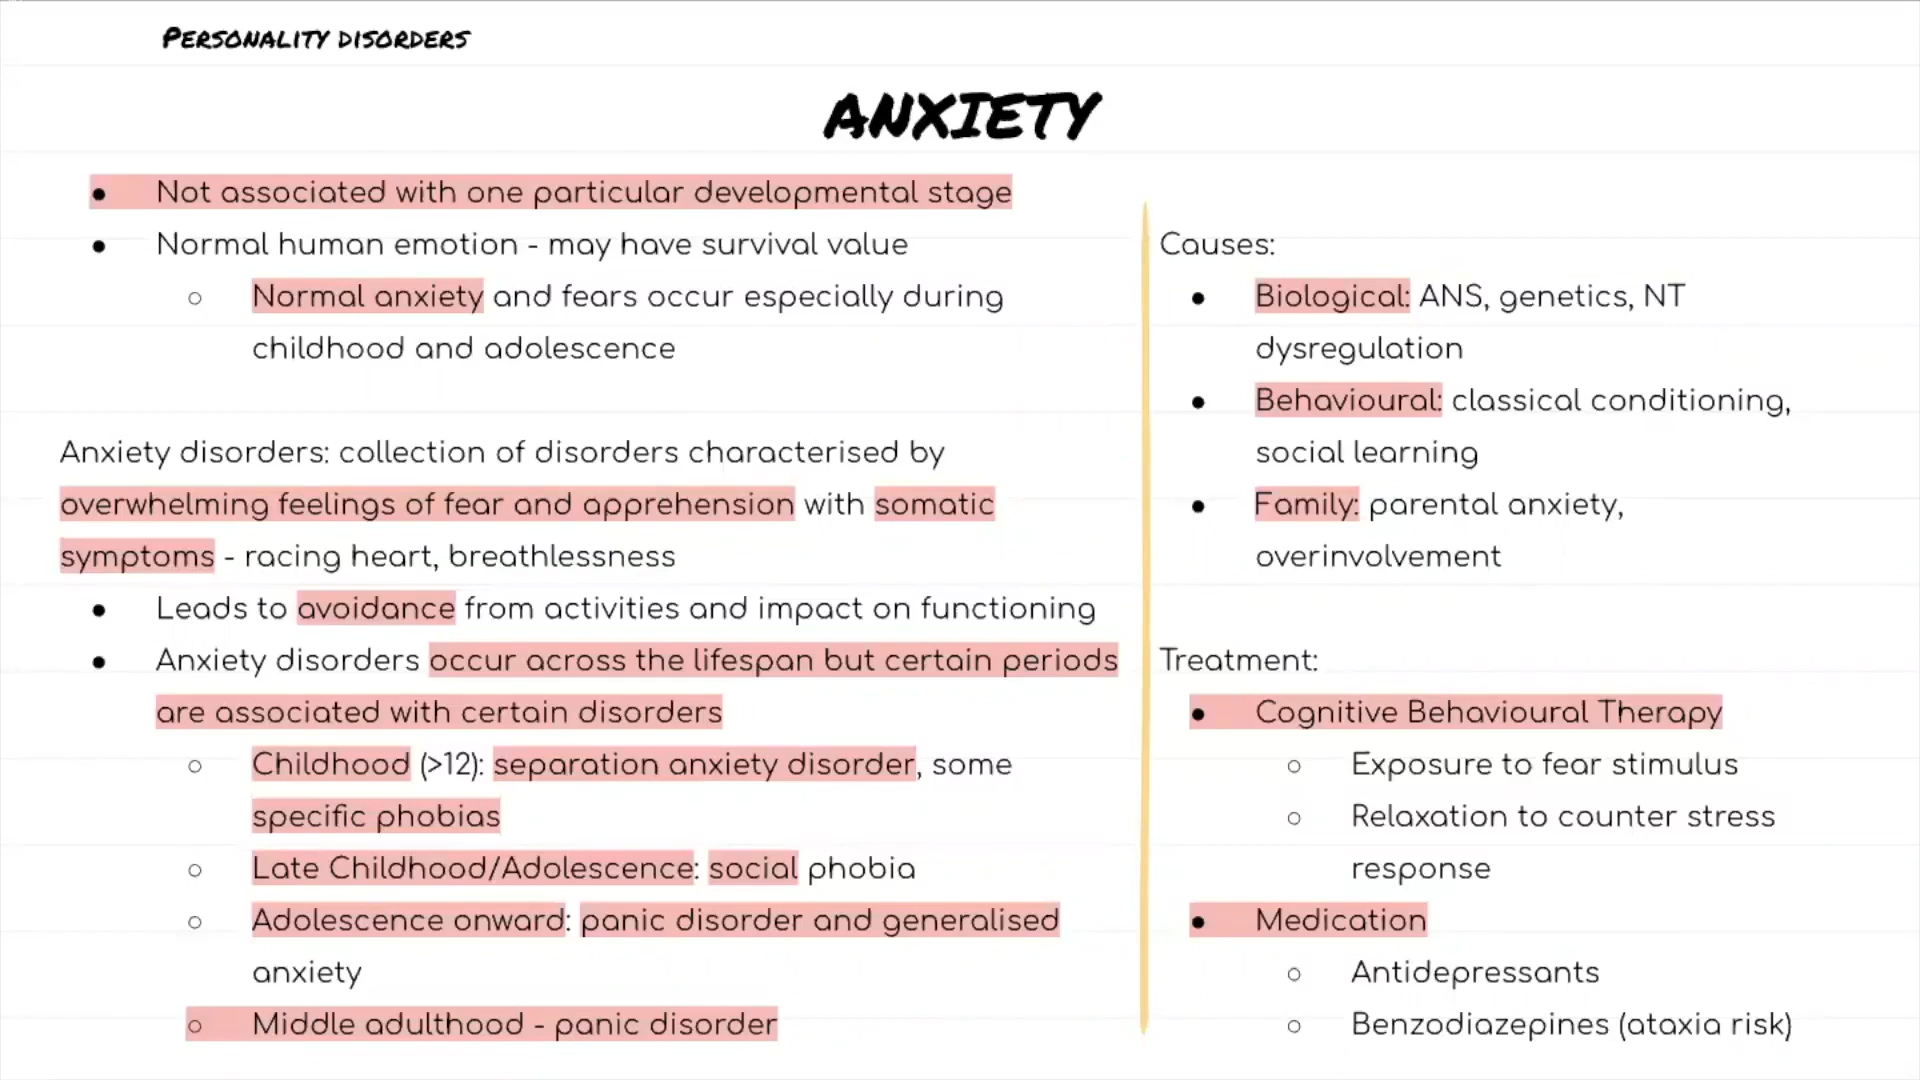 Personality disorders
ANXIETY
● Not associated with one particular developmental stage
● Normal human emotion - may have survival value
○ Normal anxiety and fears occur especially during
childhood and adolescence
Anxiety disorders: collection of disorders characterised by
overwhelming feelings of fear and apprehension with somatic
symptoms - racing heart, breathlessness
● Leads to avoidance from activities and impact on functioning
● Anxiety disorders occur across the lifespan but certain periods
are associated with certain disorders
○ Childhood (>12): separation anxiety disorder, some
specific phobias
○ Late Childhood/Adolescence: social phobia
○ Adolescence onward: panic disorder and generalised
anxiety
○ Middle adulthood - panic disorder
Causes:
● Biological: ANS, genetics, NT
dysregulation
● Behavioural: classical conditioning,
social learning
● Family: parental anxiety,
overinvolvement
Treatment:
● Cognitive Behavioural Therapy
○ Exposure to fear stimulus
○ Relaxation to counter stress
response
● Medication
○ Antidepressants
○ Benzodiazepines (ataxia risk)